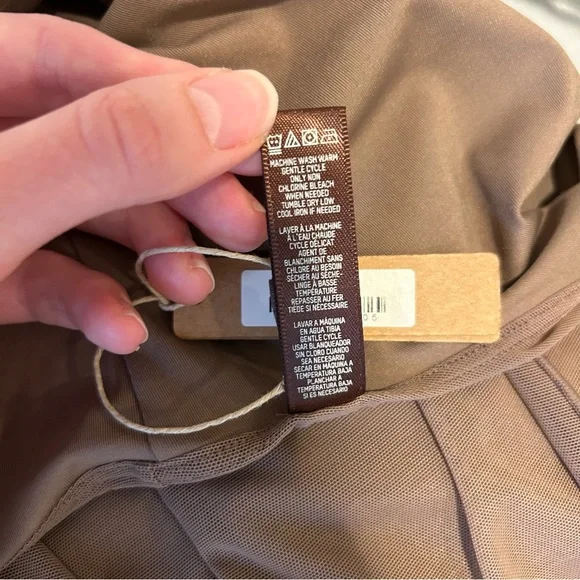 MACHINE WASH WARM
GENTLE CYCLE
ONLY NON
CHLORINE BLEACH
WHEN NEEDED
TUMBLE DRY LOW
COOL IRON IF NEEDED
LAVER À LA MACHINE
À L'EAU CHAUDE
CYCLE DÉLICAT
AGENT DE
BLANCHIMENT SANS
CHLORE AU BESOIN
SÉCHER AU SÈCHE-
LINGE À BASSE
TEMPÉRATURE
REPASSER AU FER
TIÈDE SI NÉCESSAIRE
LAVAR A MÁQUINA
EN AGUA TIBIA
GENTLE CYCLE
USAR BLANQUEADOR
SIN CLORO CUANDO
SEA NECESARIO
SECAR EN MÁQUINA A
TEMPERATURA BAJA
PLANCHAR A
TEMPERATURA BAJA
SI ES NECESARIO